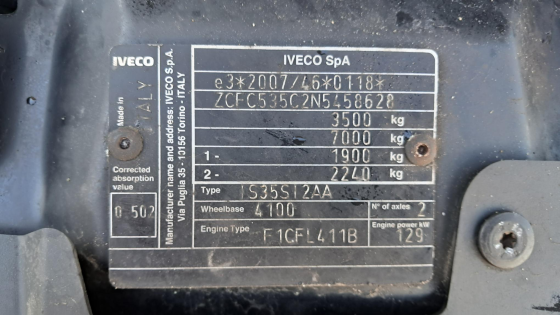 IVECO
IVECO SpA
Manufacturer name and address: IVECO S.p.A.
Via Puglia 35 - 10156 Torino - ITALY
e3*2007/46*0118*
ZCFC535C2N5458628
3500 kg
7000 kg
1- 1900 kg
2- 2240 kg
Made in
ITALY
Corrected
absorption
value
0.502
Type IS35SI2AA
Wheelbase 4100 N° of axles 2
Engine Type F1CFL411B Engine power kW 129